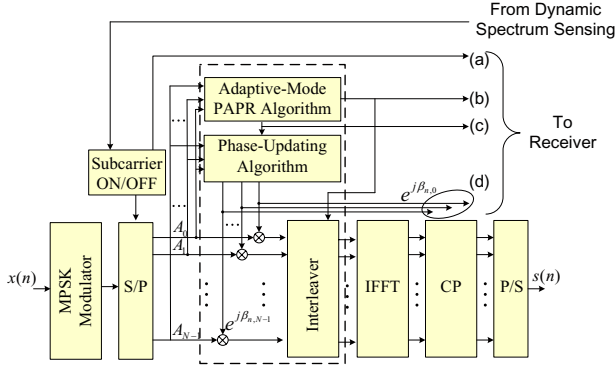 From Dynamic
Spectrum Sensing
(a)
Adaptive-Mode
PAPR Algorithm
(b)
(c)
To
Receiver
Phase-Updating
Algorithm
Subcarrier
ON/OFF
(d)
e^{jβ_{n,0}}
A_0
A_1
x(n)
MPSK
Modulator
S/P
Interleaver
IFFT
CP
P/S
s(n)
e^{jβ_{n,N-1}}
A_{N-1}